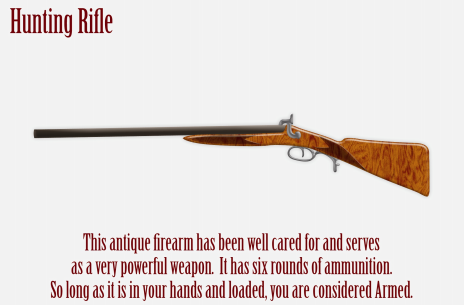 Hunting Rifle
This antique firearm has been well cared for and serves
as a very powerful weapon. It has six rounds of ammunition.
So long as it is in your hands and loaded, you are considered Armed.